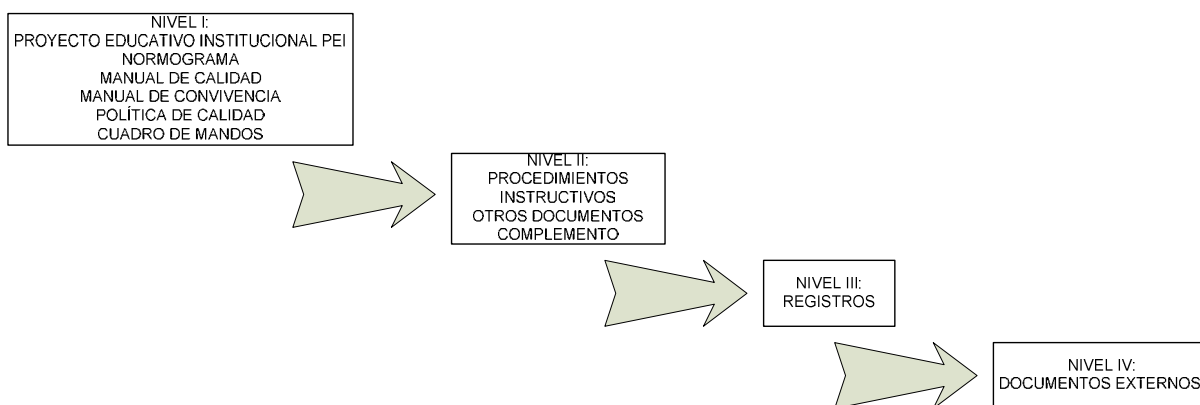 NIVEL I:
PROYECTO EDUCATIVO INSTITUCIONAL PEI
NORMOGRAMA
MANUAL DE CALIDAD
MANUAL DE CONVIVENCIA
POLÍTICA DE CALIDAD
CUADRO DE MANDOS
NIVEL II:
PROCEDIMIENTOS
INSTRUCTIVOS
OTROS DOCUMENTOS
COMPLEMENTO
NIVEL III:
REGISTROS
NIVEL IV:
DOCUMENTOS EXTERNOS